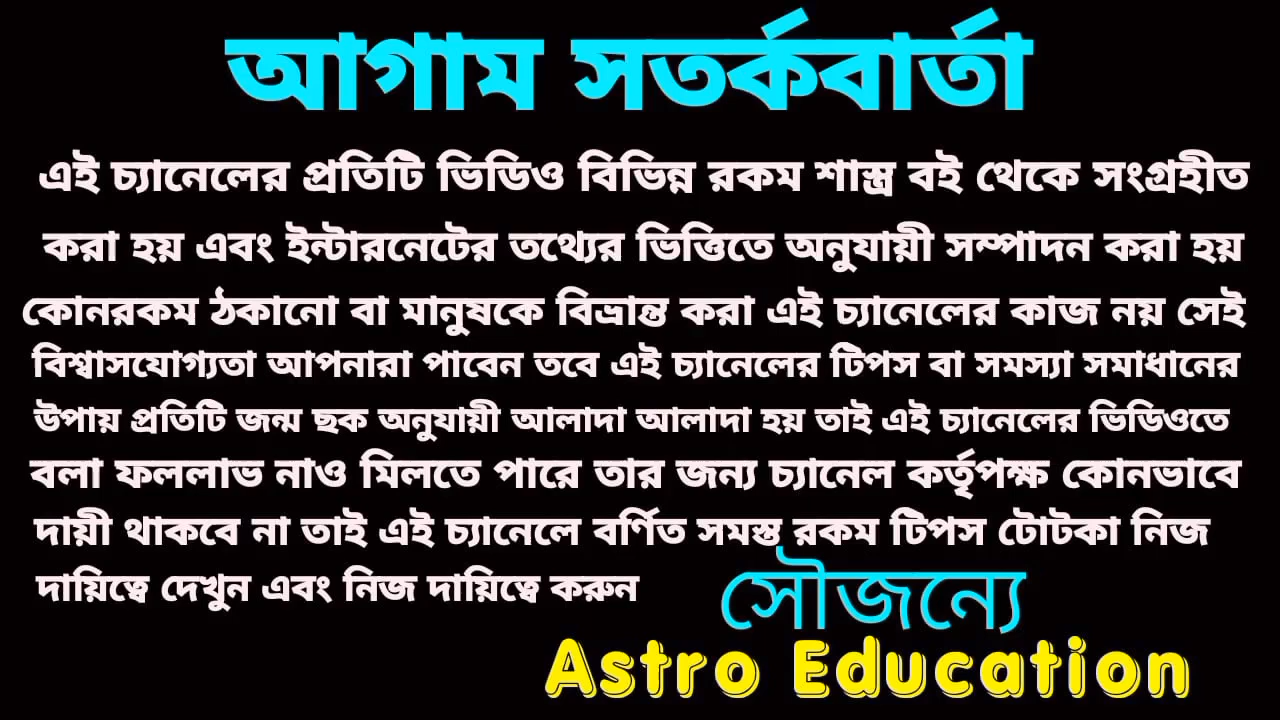 আগাম সতর্কবার্তা
এই চ্যানেলের প্রতিটি ভিডিও বিভিন্ন রকম শাস্ত্র বই থেকে সংগ্রহীত
করা হয় এবং ইন্টারনেটের তথ্যের ভিত্তিতে অনুযায়ী সম্পাদন করা হয়
কোনরকম ঠকানো বা মানুষকে বিভ্রান্ত করা এই চ্যানেলের কাজ নয় সেই
বিশ্বাসযোগ্যতা আপনারা পাবেন তবে এই চ্যানেলের টিপস বা সমস্যা সমাধানের
উপায় প্রতিটি জন্ম ছক অনুযায়ী আলাদা আলাদা হয় তাই এই চ্যানেলের ভিডিওতে
বলা ফললাভ নাও মিলতে পারে তার জন্য চ্যানেল কর্তৃপক্ষ কোনভাবে
দায়ী থাকবে না তাই এই চ্যানেলে বর্ণিত সমস্ত রকম টিপস টোটকা নিজ
দায়িত্বে দেখুন এবং নিজ দায়িত্বে করুন
সৌজন্যে
Astro Education